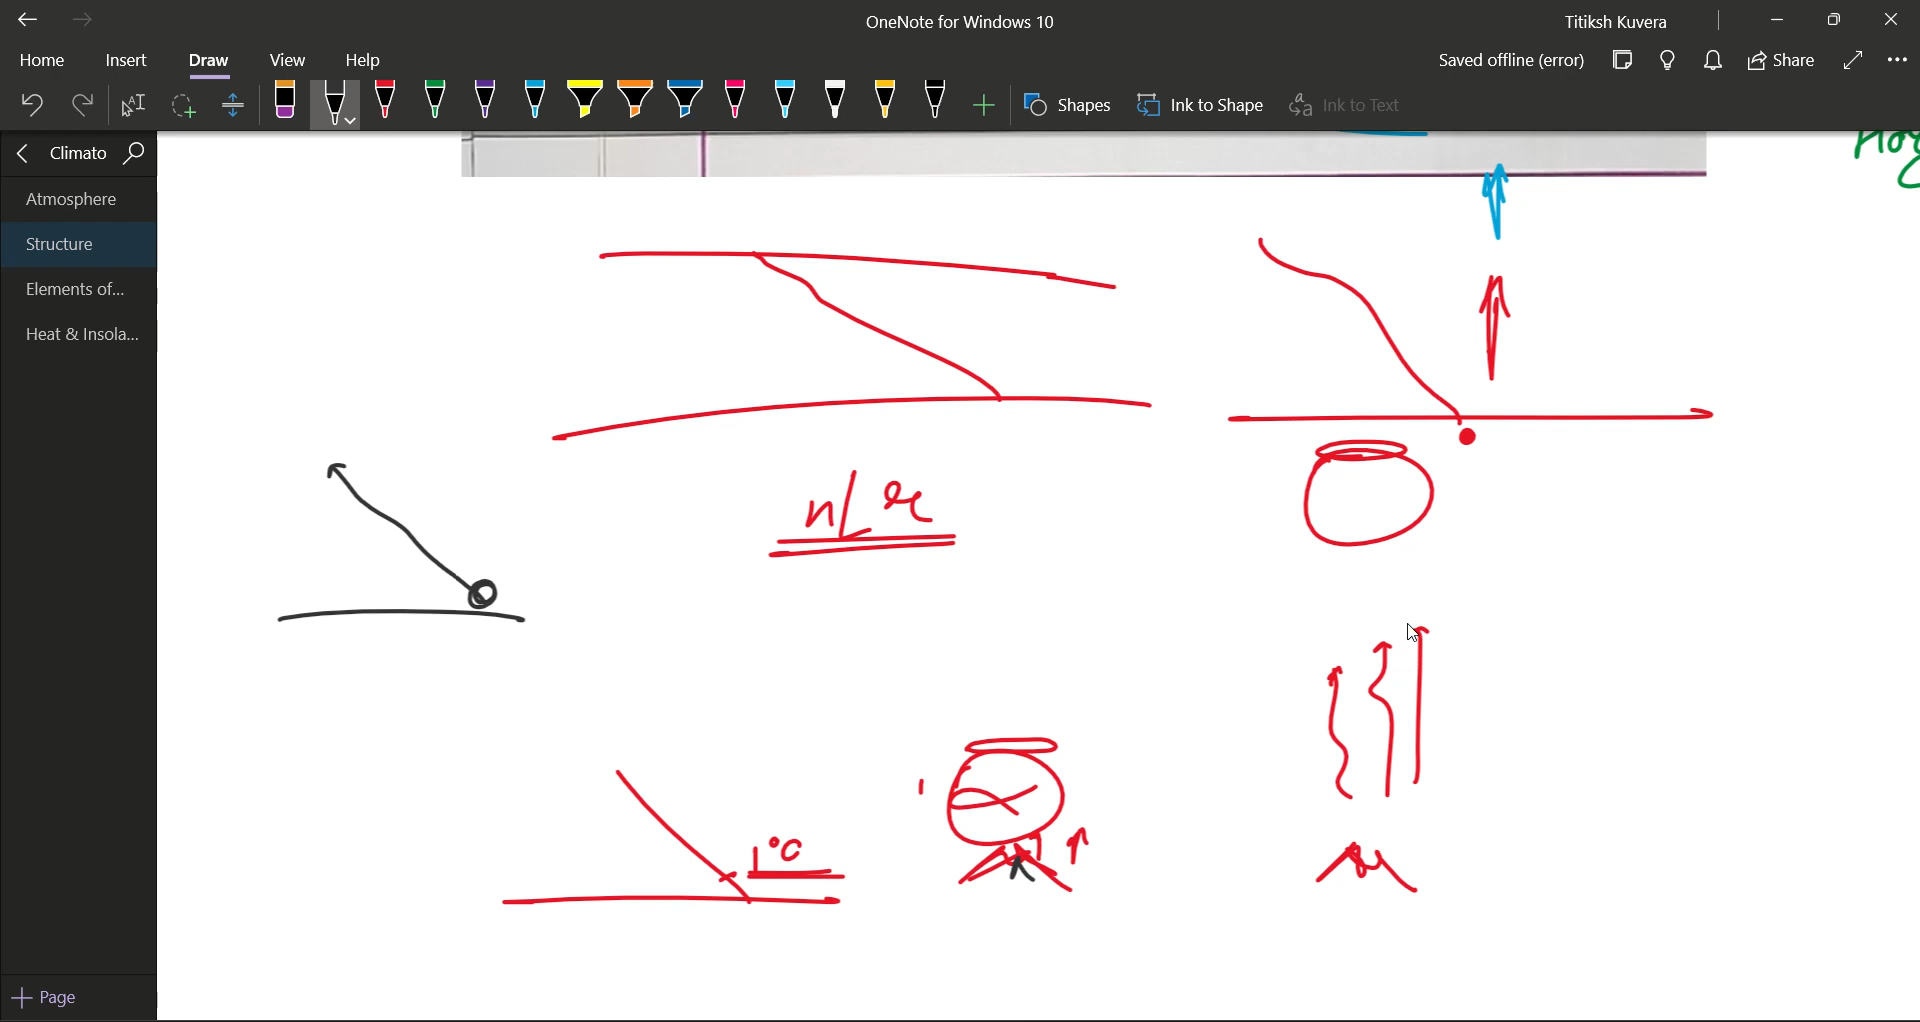 OneNote for Windows 10
Titiksh Kuvera
Home Insert Draw View Help
Saved offline (error)
Share
Shapes
Ink to Shape
Ink to Text
Climato
Atmosphere
Structure
Elements of...
Heat & Insola...
1°C
Page